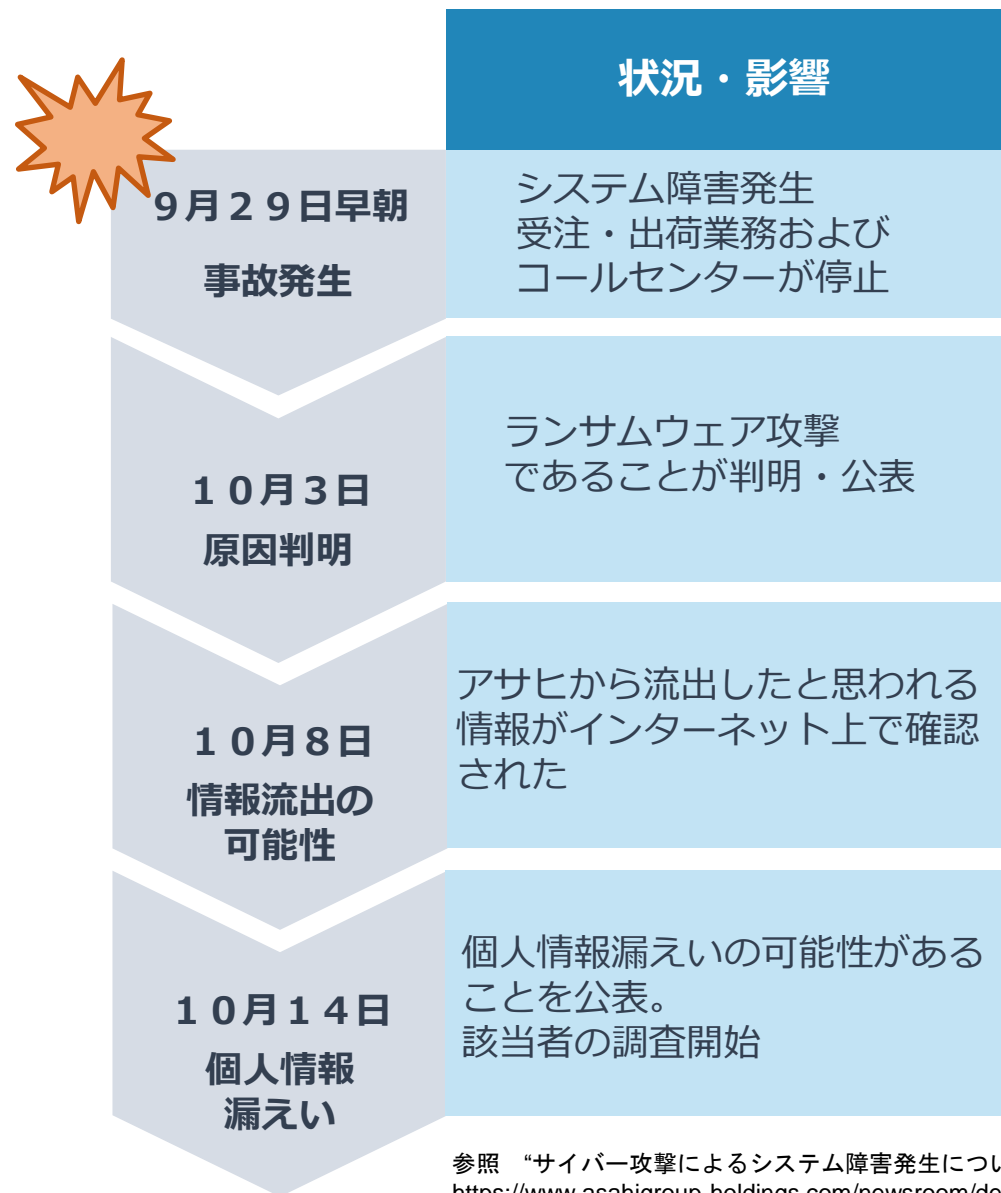 状況・影響
９月２９日早朝
事故発生
システム障害発生
受注・出荷業務および
コールセンターが停止
１０月３日
原因判明
ランサムウェア攻撃
であることが判明・公表
１０月８日
情報流出の
可能性
アサヒから流出したと思われる
情報がインターネット上で確認
された
１０月１４日
個人情報
漏えい
個人情報漏えいの可能性がある
ことを公表。
該当者の調査開始
参照　“サイバー攻撃によるシステム障害発生につい
https://www.asahigroup-holdings.com/newsroom/de